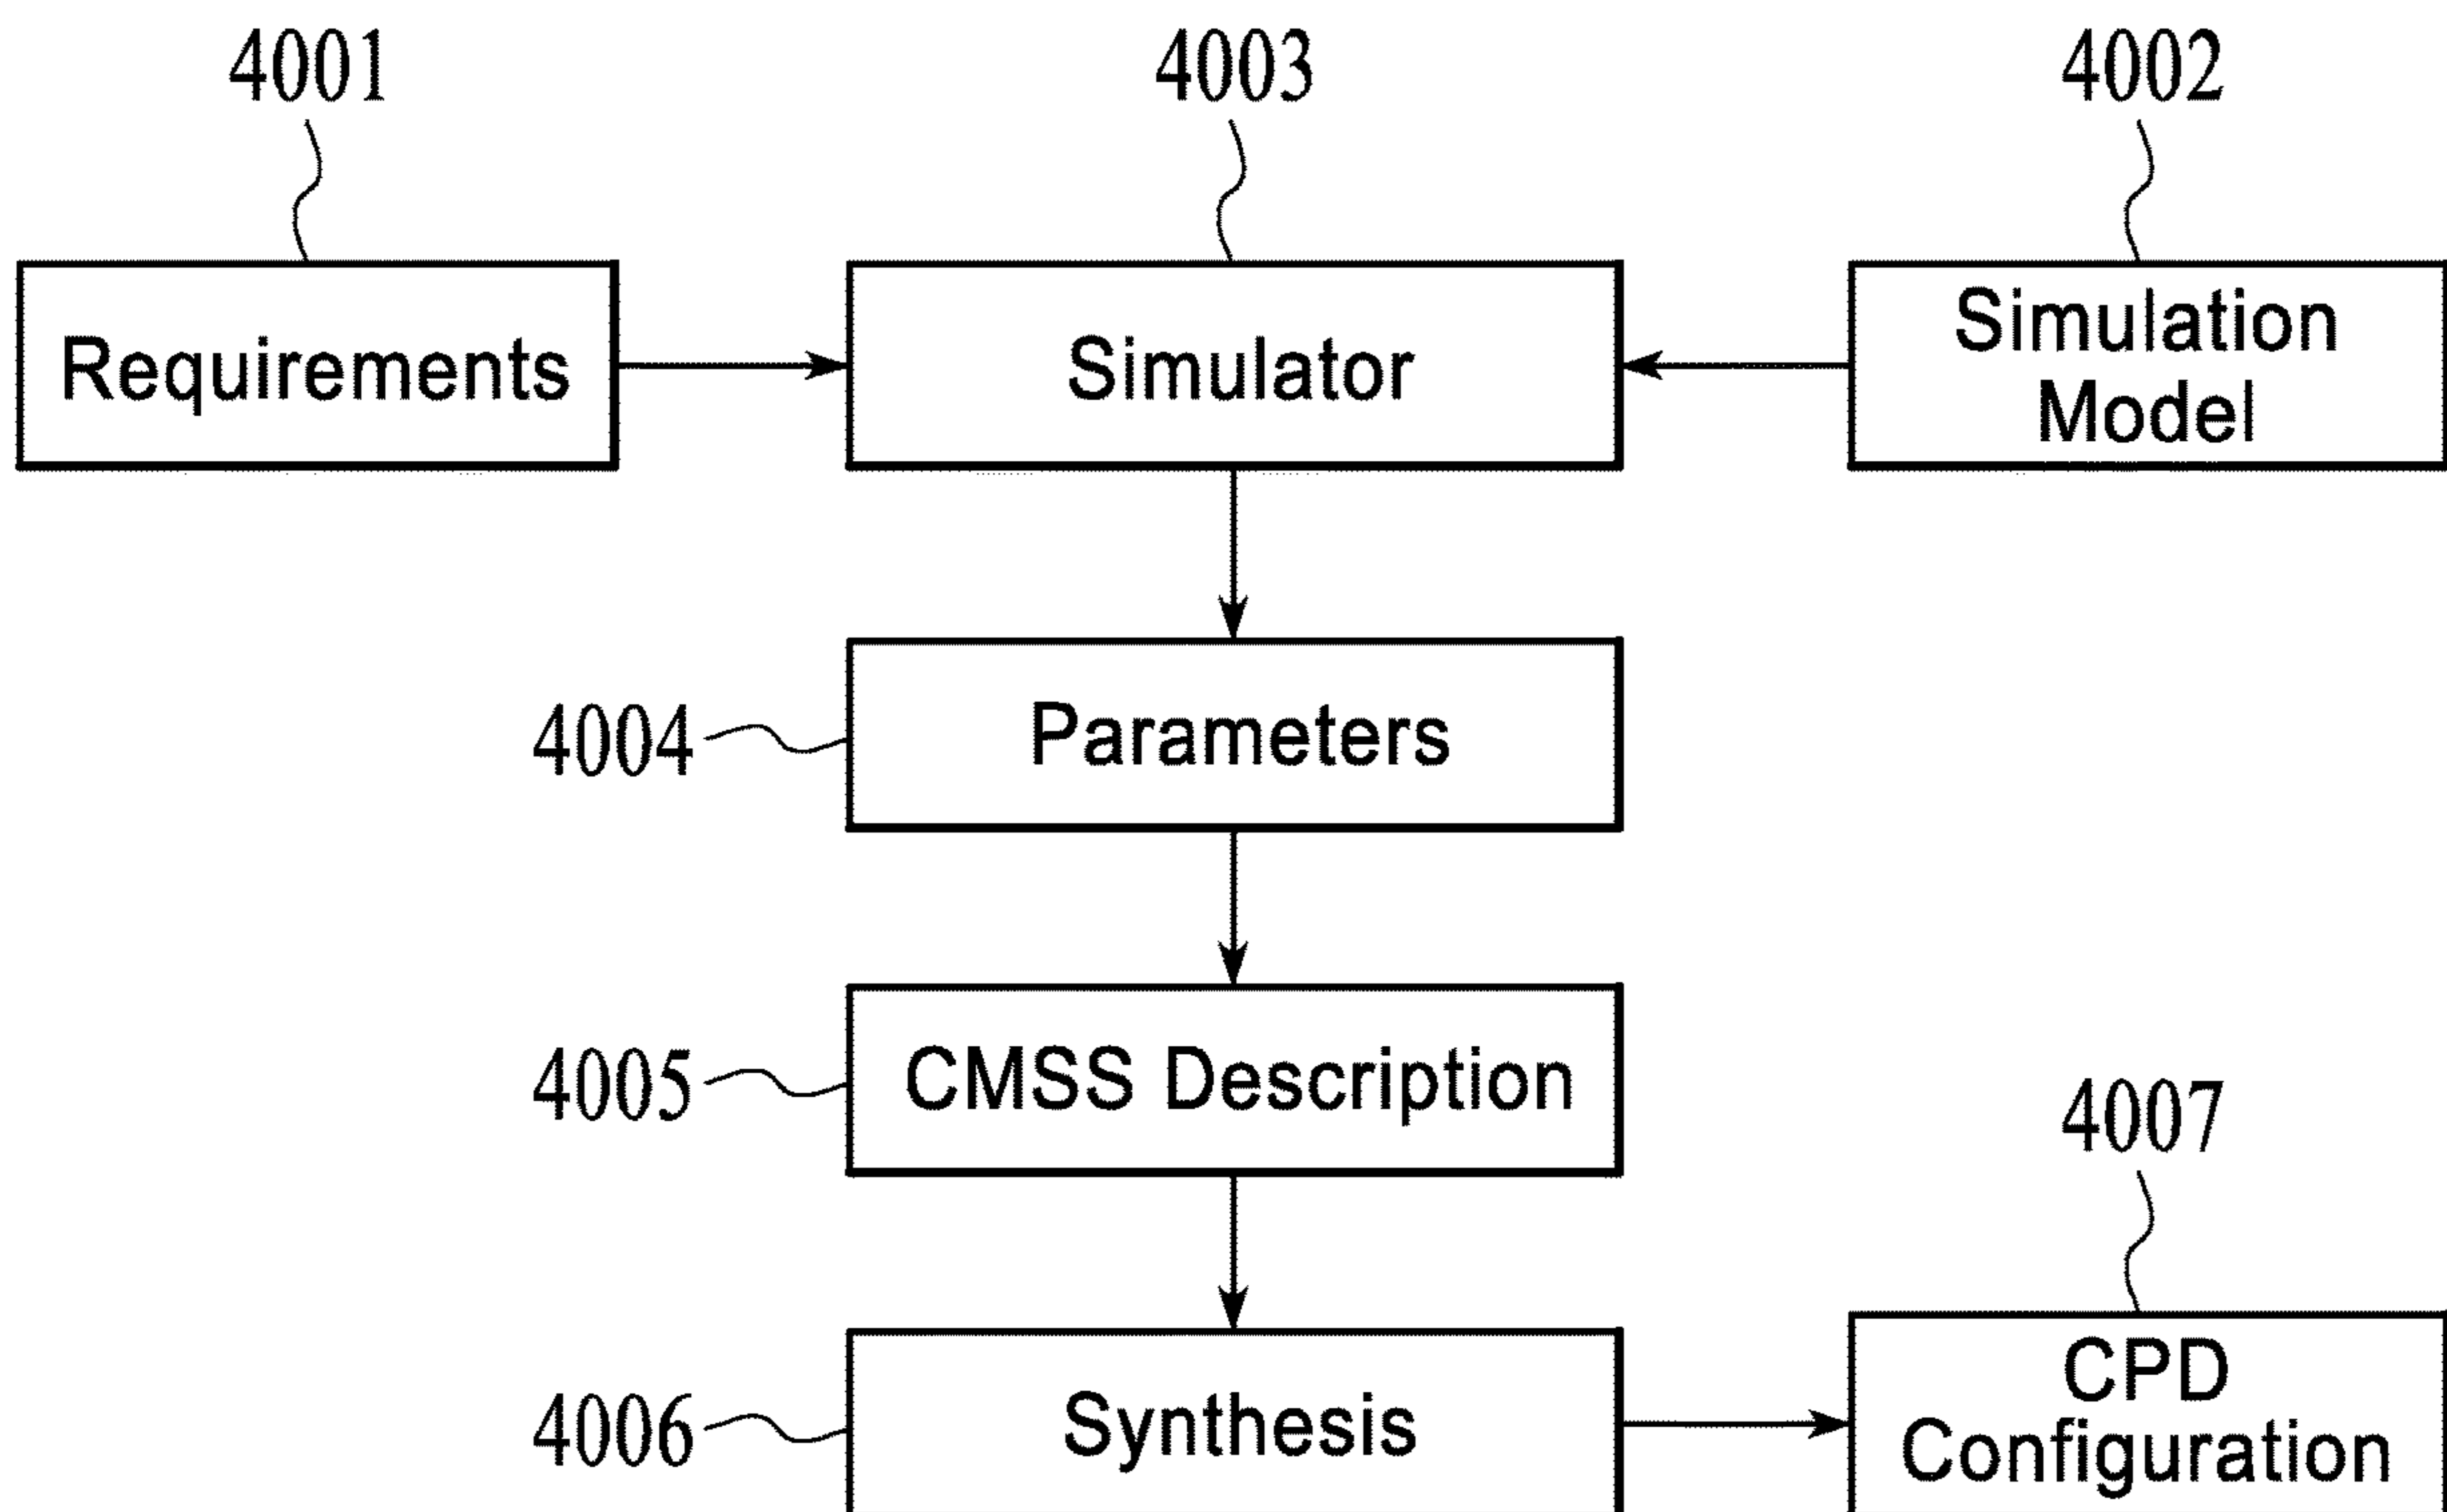 4001
4003
4002
Requirements
Simulator
Simulation
Model
4004
Parameters
4005
CMSS Description
4007
4006
Synthesis
CPD
Configuration